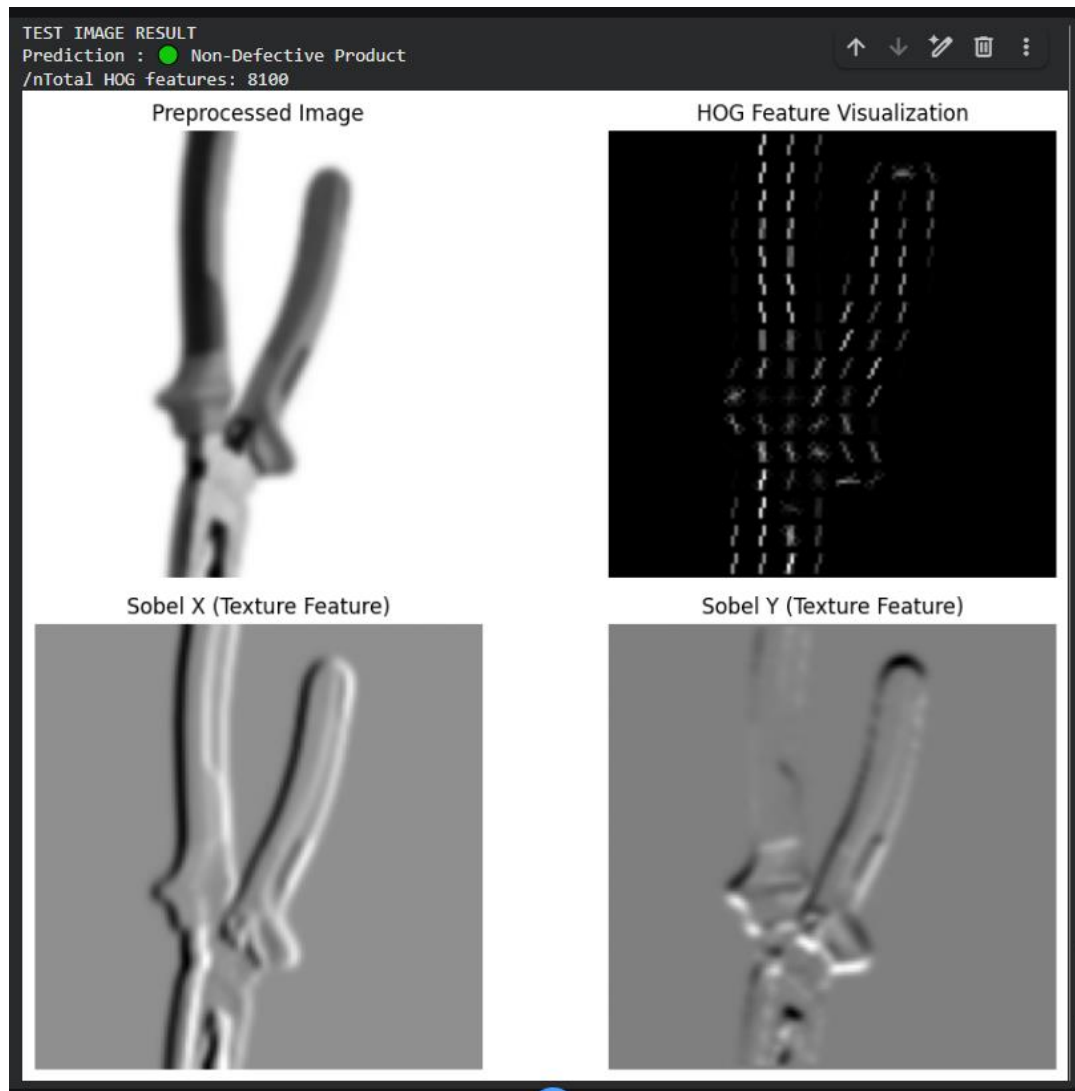 TEST IMAGE RESULT
Prediction : 🟢 Non-Defective Product
/nTotal HOG features: 8100
Preprocessed Image
HOG Feature Visualization
Sobel X (Texture Feature)
Sobel Y (Texture Feature)